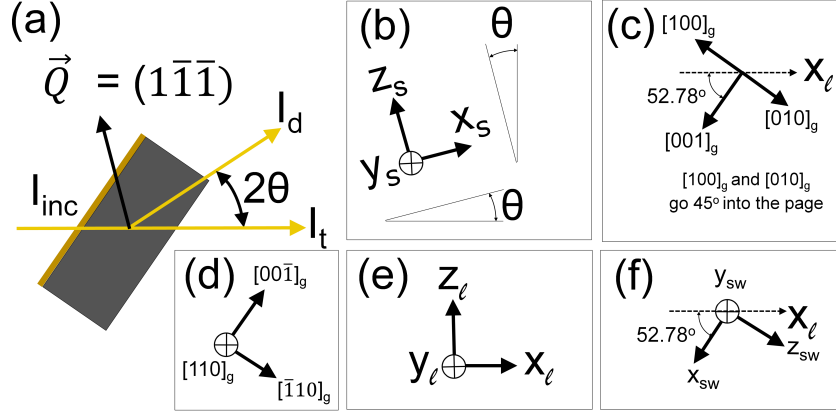 (a)
Q⃗ = (11̄1̄)
I_d
I_inc
2θ
I_t
(b)
θ
z_s
x_s
y_s
θ
(c)
[100]_g
x_ℓ
52.78°
[010]_g
[001]_g
[100]_g and [010]_g
go 45° into the page
(d)
[001̄]_g
[110]_g
[1̄10]_g
(e)
z_ℓ
y_ℓ
x_ℓ
(f)
y_sw
x_ℓ
52.78°
z_sw
x_sw